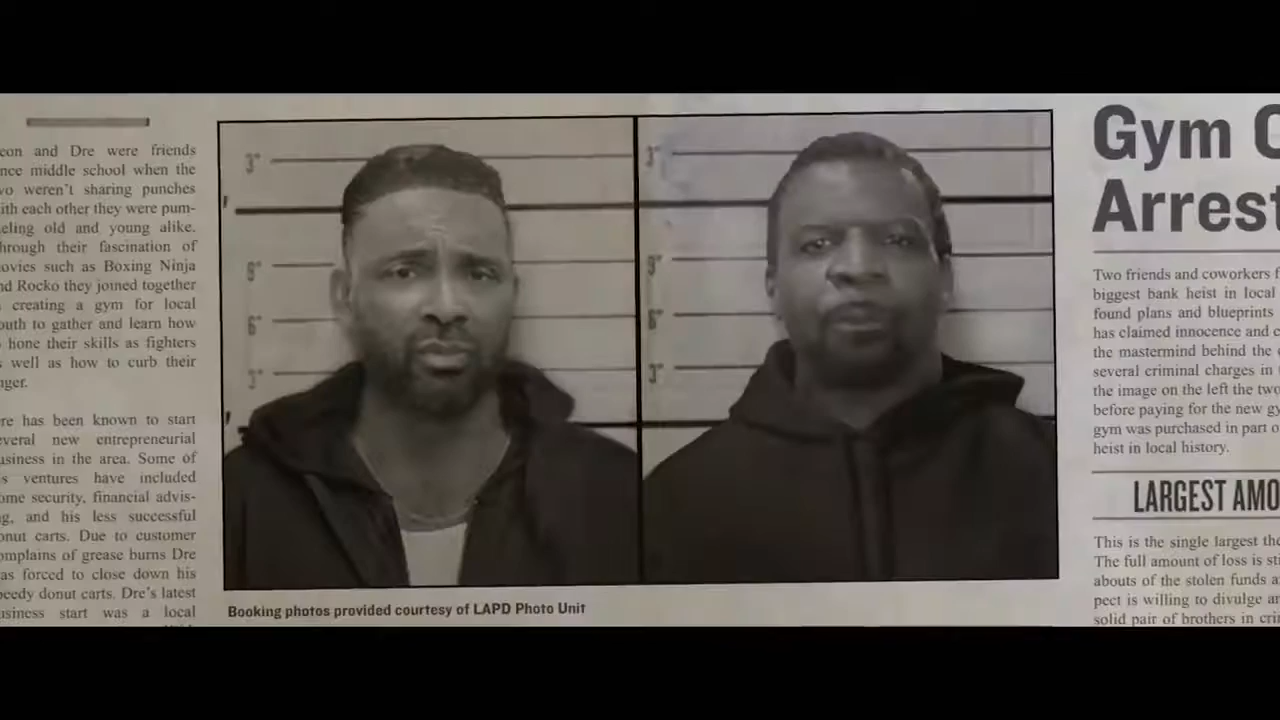 con and Dre were friends
nce middle school when the
wo weren't sharing punches
ith each other they were pum-
eling old and young alike.
hrough their fascination of
ovies such as Boxing Ninja
nd Rocko they joined together
creating a gym for local
outh to gather and learn how
hone their skills as fighters
s well as how to curb their
nger.
re has been known to start
everal new entrepreneurial
usiness in the area. Some of
s ventures have included
ome security, financial advis-
g, and his less successful
onut carts. Due to customer
omplains of grease burns Dre
as forced to close down his
peedy donut carts. Dre's latest
usiness start was a local
3"
9"
6"
3"
3"
9"
6"
3"
Booking photos provided courtesy of LAPD Photo Unit
Gym C
Arrest
Two friends and coworkers f
biggest bank heist in local
found plans and blueprints
has claimed innocence and c
the mastermind behind the
several criminal charges in
the image on the left the two
before paying for the new gy
gym was purchased in part o
heist in local history.
LARGEST AMO
This is the single largest the
The full amount of loss is sti
abouts of the stolen funds a
pect is willing to divulge an
solid pair of brothers in crin